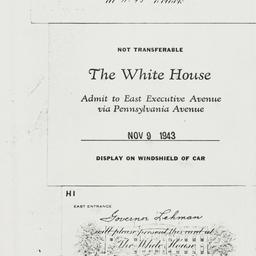 NOT TRANSFERABLE
The White House
Admit to East Executive Avenue
via Pennsylvania Avenue
NOV 9 1943
DISPLAY ON WINDSHIELD OF CAR
HI
EAST ENTRANCE
Governor Lehman
will please present this card at
The White House